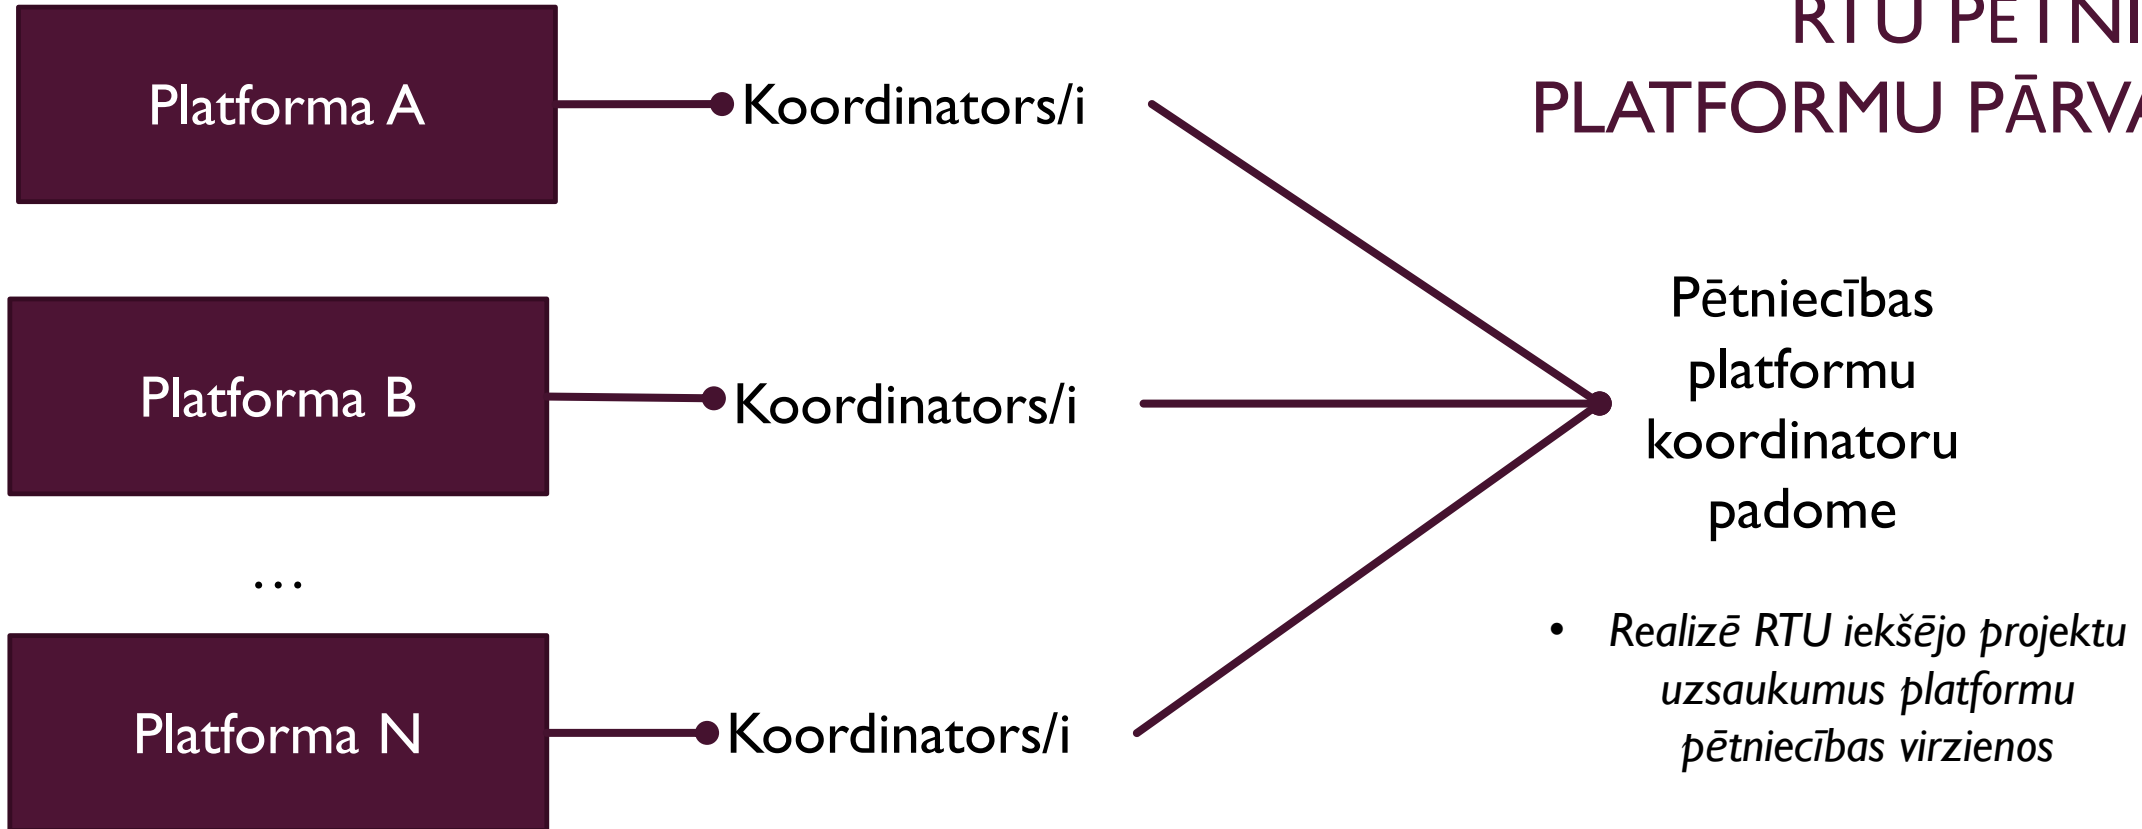 RTU PĒTNI
PLATFORMU PĀRVA
Platforma A
Koordinators/i
Platforma B
Koordinators/i
…
Platforma N
Koordinators/i
Pētniecības
platformu
koordinatoru
padome
• Realizē RTU iekšējo projektu
uzsaukumus platformu
pētniecības virzienos